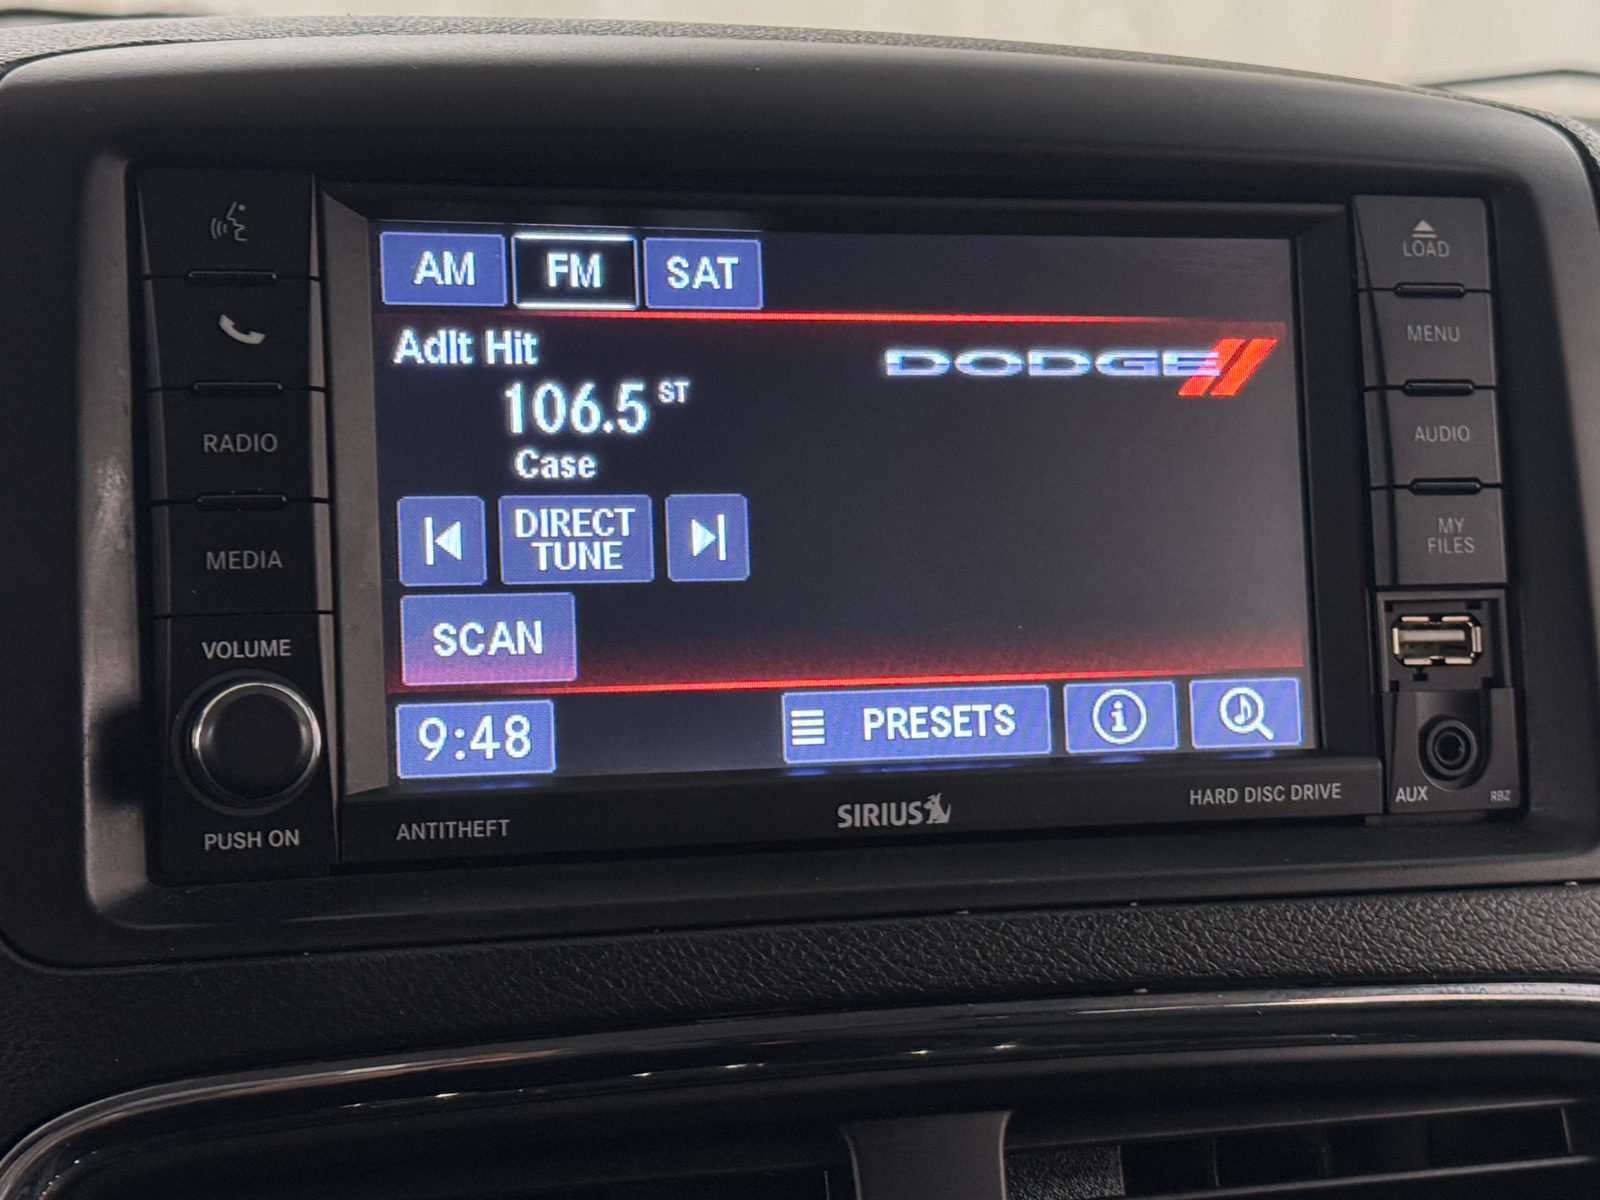 AM FM SAT
Adlt Hit
DODGE
106.5 ST
Case
DIRECT
TUNE
SCAN
9:48
PRESETS
i
RADIO
MEDIA
VOLUME
PUSH ON
LOAD
MENU
AUDIO
MY
FILES
AUX
RBZ
ANTITHEFT
SIRIUS
HARD DISC DRIVE